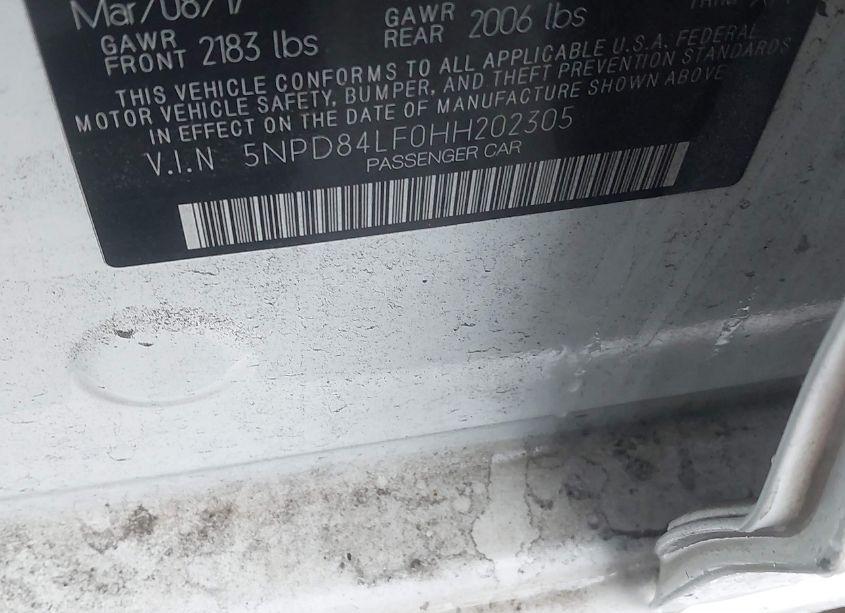 Mar/08/17
GAWR FRONT 2183 lbs GAWR REAR 2006 lbs
THIS VEHICLE CONFORMS TO ALL APPLICABLE U.S.A. FEDERAL
MOTOR VEHICLE SAFETY, BUMPER, AND THEFT PREVENTION STANDARDS
IN EFFECT ON THE DATE OF MANUFACTURE SHOWN ABOVE
V.I.N 5NPD84LF0HH202305
PASSENGER CAR